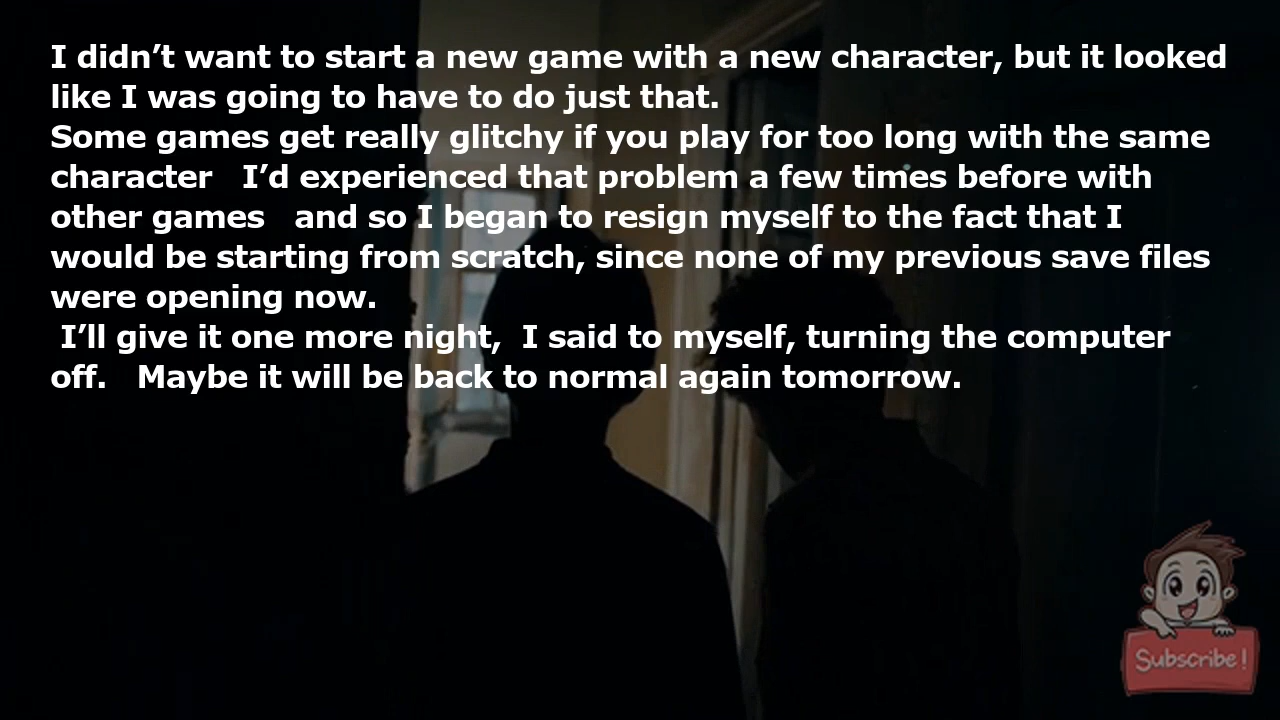 I didn’t want to start a new game with a new character, but it looked
like I was going to have to do just that.
Some games get really glitchy if you play for too long with the same
character   I’d experienced that problem a few times before with
other games   and so I began to resign myself to the fact that I
would be starting from scratch, since none of my previous save files
were opening now.
 I’ll give it one more night,  I said to myself, turning the computer
off.   Maybe it will be back to normal again tomorrow.
Subscribe!